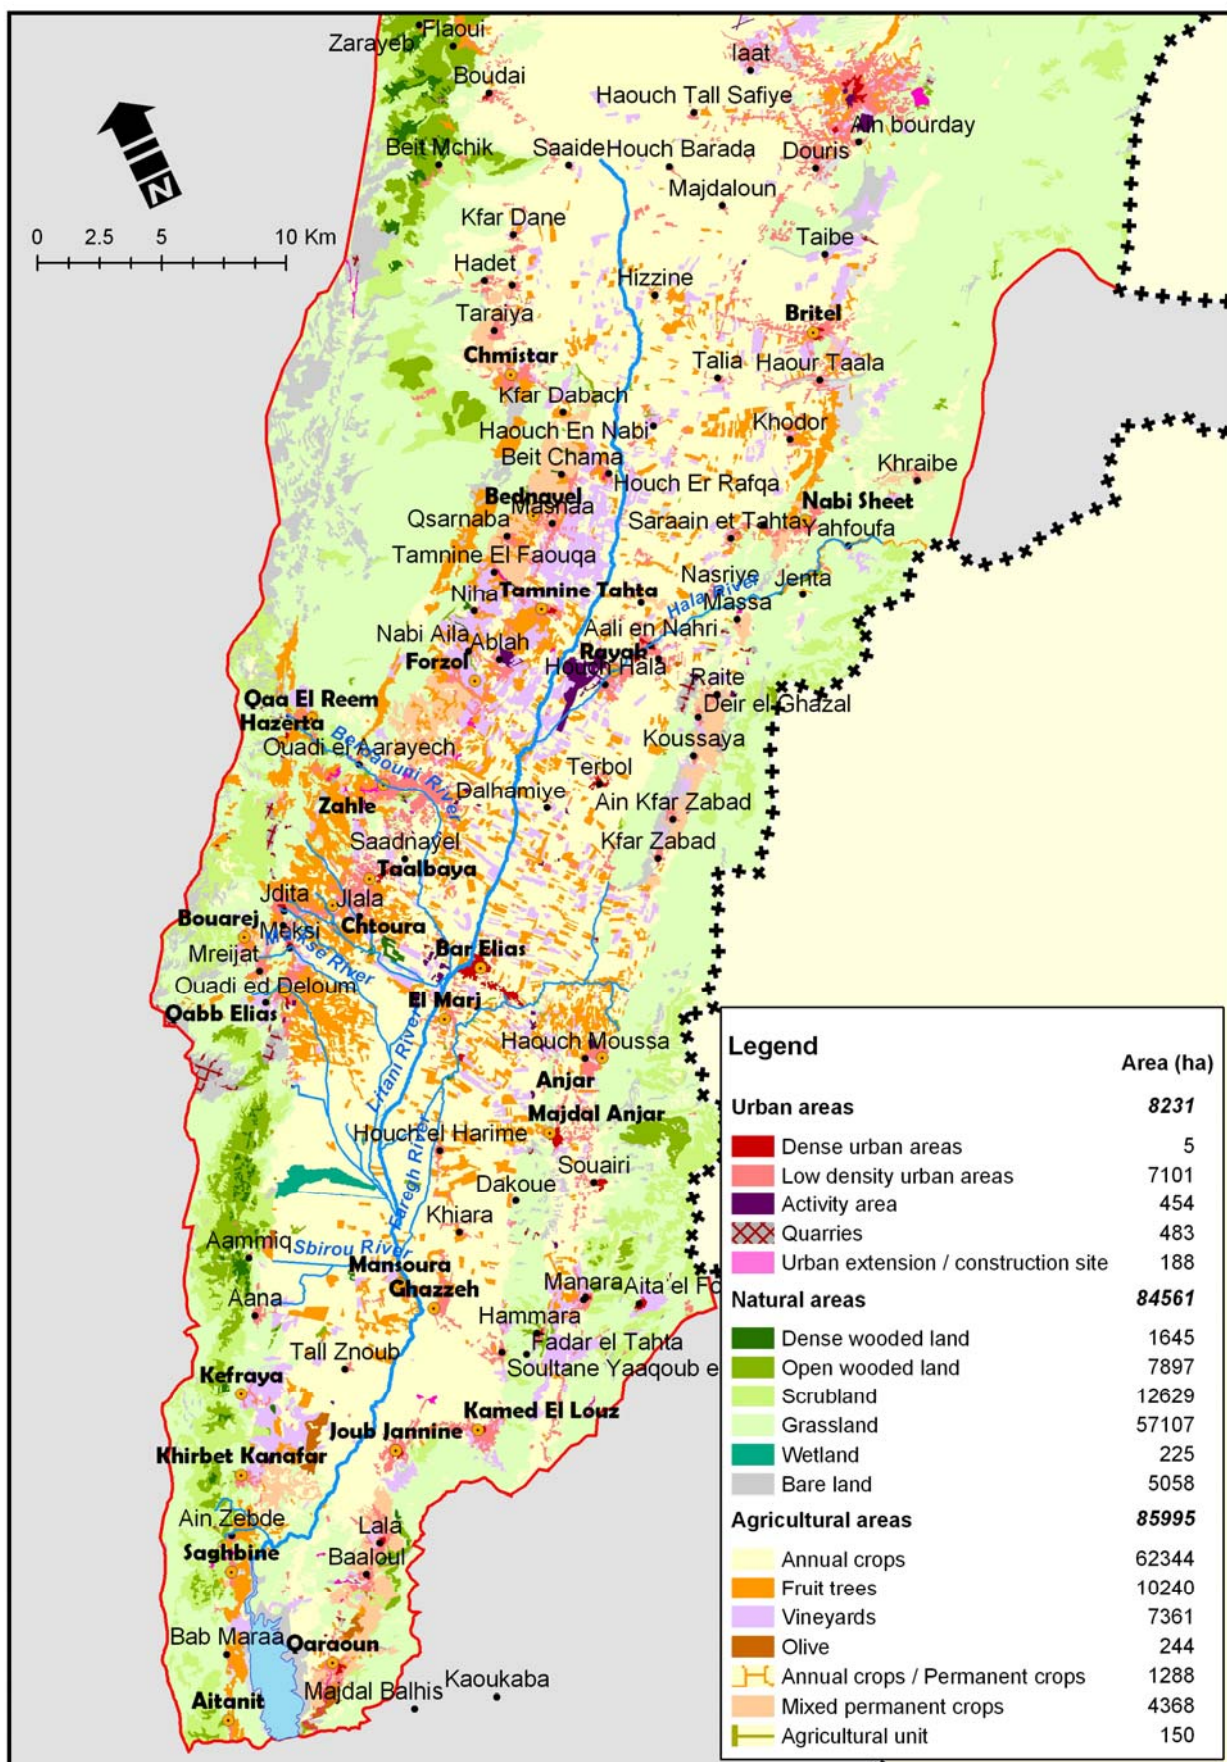 Flaoui
Zarayeb
Iaat
Boudai
Haouch Tall Safiye
Ain bourday
Beit Mchik
Saaide
Houch Barada
Douris
Majdaloun
N
Kfar Dane
0 2.5 5 10 Km
Taibe
Hadet
Hizzine
Taraiya
Britel
Chmistar
Talia
Haour Taala
Kfar Dabach
Haouch En Nabi
Khodor
Beit Chama
Khraibe
Houch Er Rafqa
Bednayel
Masnaa
Nabi Sheet
Qsarnaba
Saraain et Tahta
Yahfoufa
Tamnine El Faouqa
Nasriye
Jenta
Niha
Tamnine Tahta
Hala River
Massa
Nabi Aila
Ablah
Aali en Nahri
Forzol
Rayak
Houch Hala
Raite
Qaa El Reem
Deir el Ghazal
Hazerta
Ouadi el Aarayech
Berdaouni River
Koussaya
Terbol
Zahle
Dalhamiye
Ain Kfar Zabad
Saadnayel
Kfar Zabad
Taalbaya
Jdita
Jlala
Bouarej
Meksi
Chtoura
Mreijat
Makse River
Bar Elias
Ouadi ed Deloum
El Marj
Qabb Elias
Litani River
Haouch Moussa
Anjar
Majdal Anjar
Houch el Harime
Faregh River
Souairi
Dakoue
Khiara
Aammiq
Sbirou River
Mansoura
Ghazzeh
Manara
Aita el Fo
Aana
Hammara
Fadar el Tahta
Tall Znoub
Soultane Yaaqoub e
Kefraya
Kamed El Louz
Joub Jannine
Khirbet Kanafar
Ain Zebde
Lala
Saghbine
Baaloul
Bab Maraa
Qaraoun
Aitanit
Majdal Balhis
Kaoukaba
Legend
Area (ha)
Urban areas 8231
Dense urban areas 5
Low density urban areas 7101
Activity area 454
Quarries 483
Urban extension / construction site 188
Natural areas 84561
Dense wooded land 1645
Open wooded land 7897
Scrubland 12629
Grassland 57107
Wetland 225
Bare land 5058
Agricultural areas 85995
Annual crops 62344
Fruit trees 10240
Vineyards 7361
Olive 244
Annual crops / Permanent crops 1288
Mixed permanent crops 4368
Agricultural unit 150